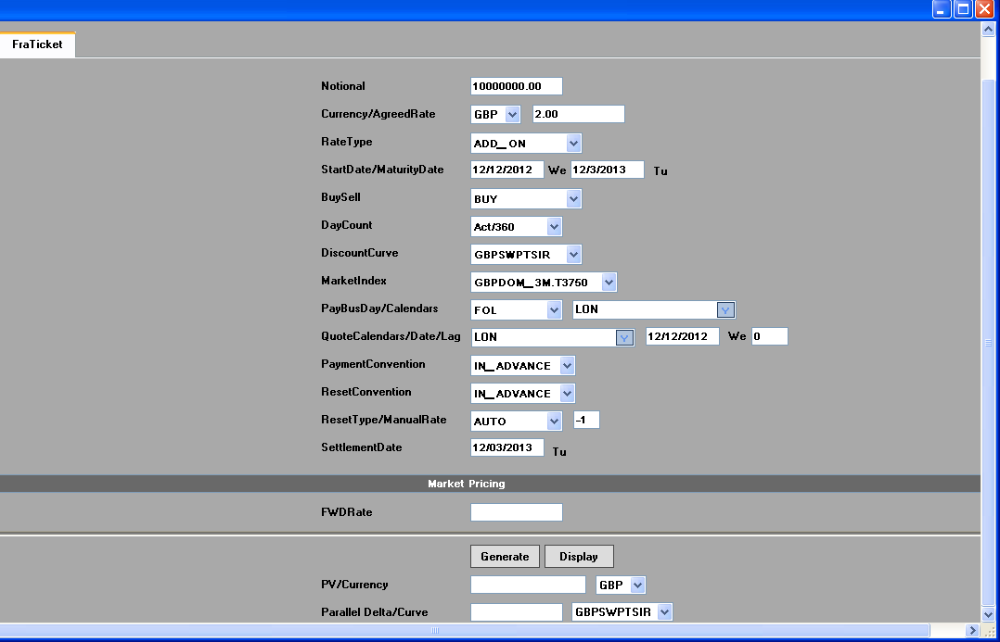 FraTicket
Notional 10000000.00
Currency/AgreedRate GBP 2.00
RateType ADD_ON
StartDate/MaturityDate 12/12/2012 We 12/3/2013 Tu
BuySell BUY
DayCount Act/360
DiscountCurve GBPSWPTSIR
MarketIndex GBPDOM_3M.T3750
PayBusDay/Calendars FOL LON
QuoteCalendars/Date/Lag LON 12/12/2012 We 0
PaymentConvention IN_ADVANCE
ResetConvention IN_ADVANCE
ResetType/ManualRate AUTO -1
SettlementDate 12/03/2013 Tu
Market Pricing
FWDRate
Generate Display
PV/Currency GBP
Parallel Delta/Curve GBPSWPTSIR